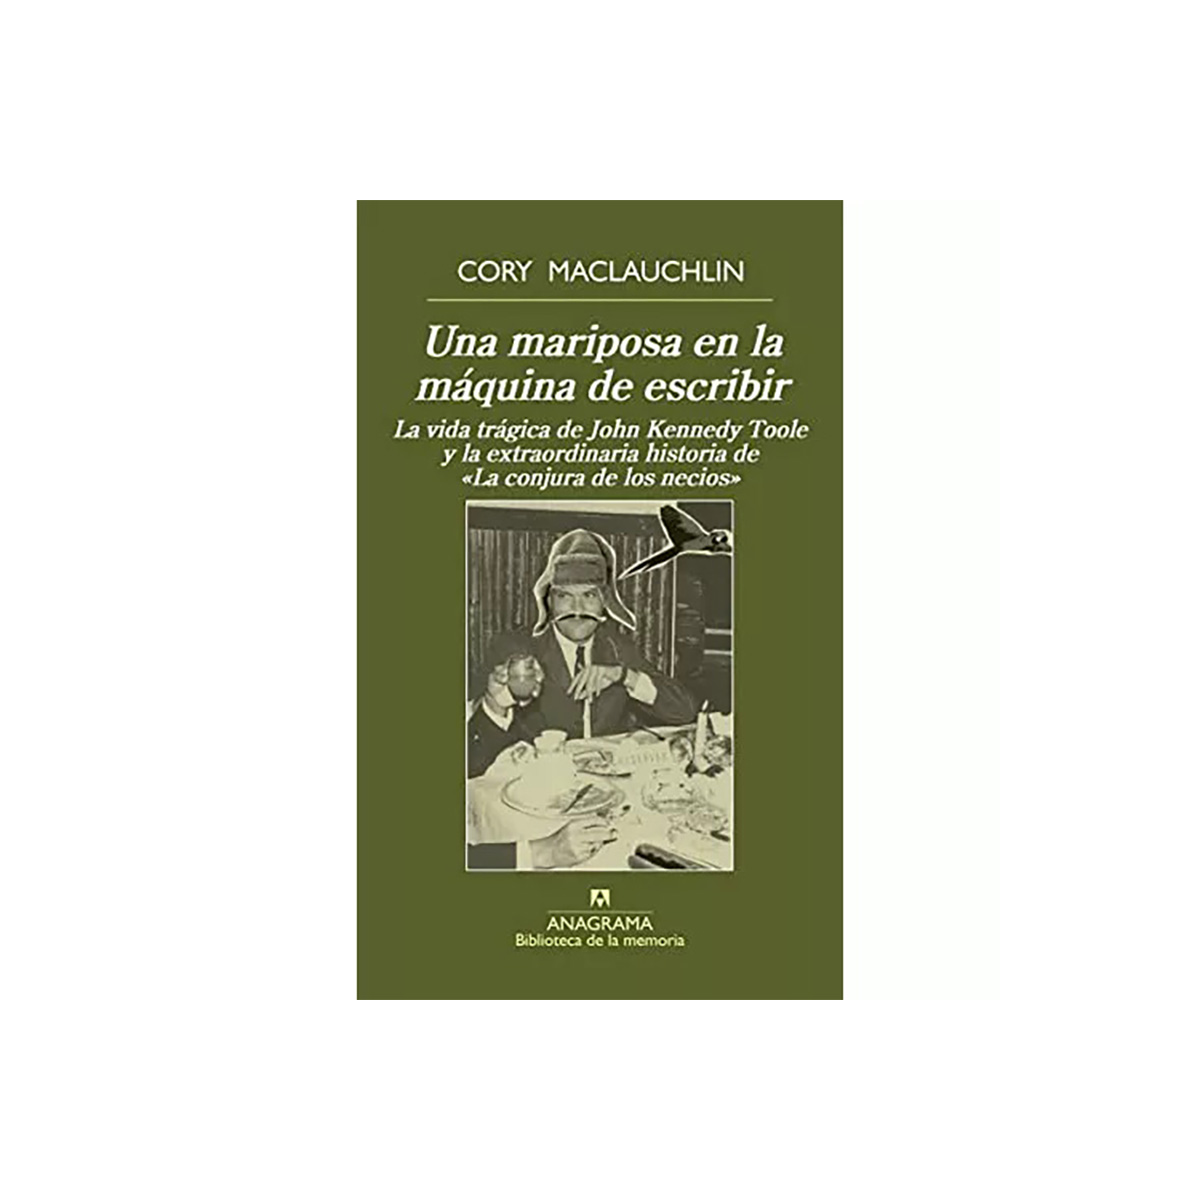 CORY MACLAUCHLIN
Una mariposa en la
máquina de escribir
La vida trágica de John Kennedy Toole
y la extraordinaria historia de
«La conjura de los necios»
ANAGRAMA
Biblioteca de la memoria